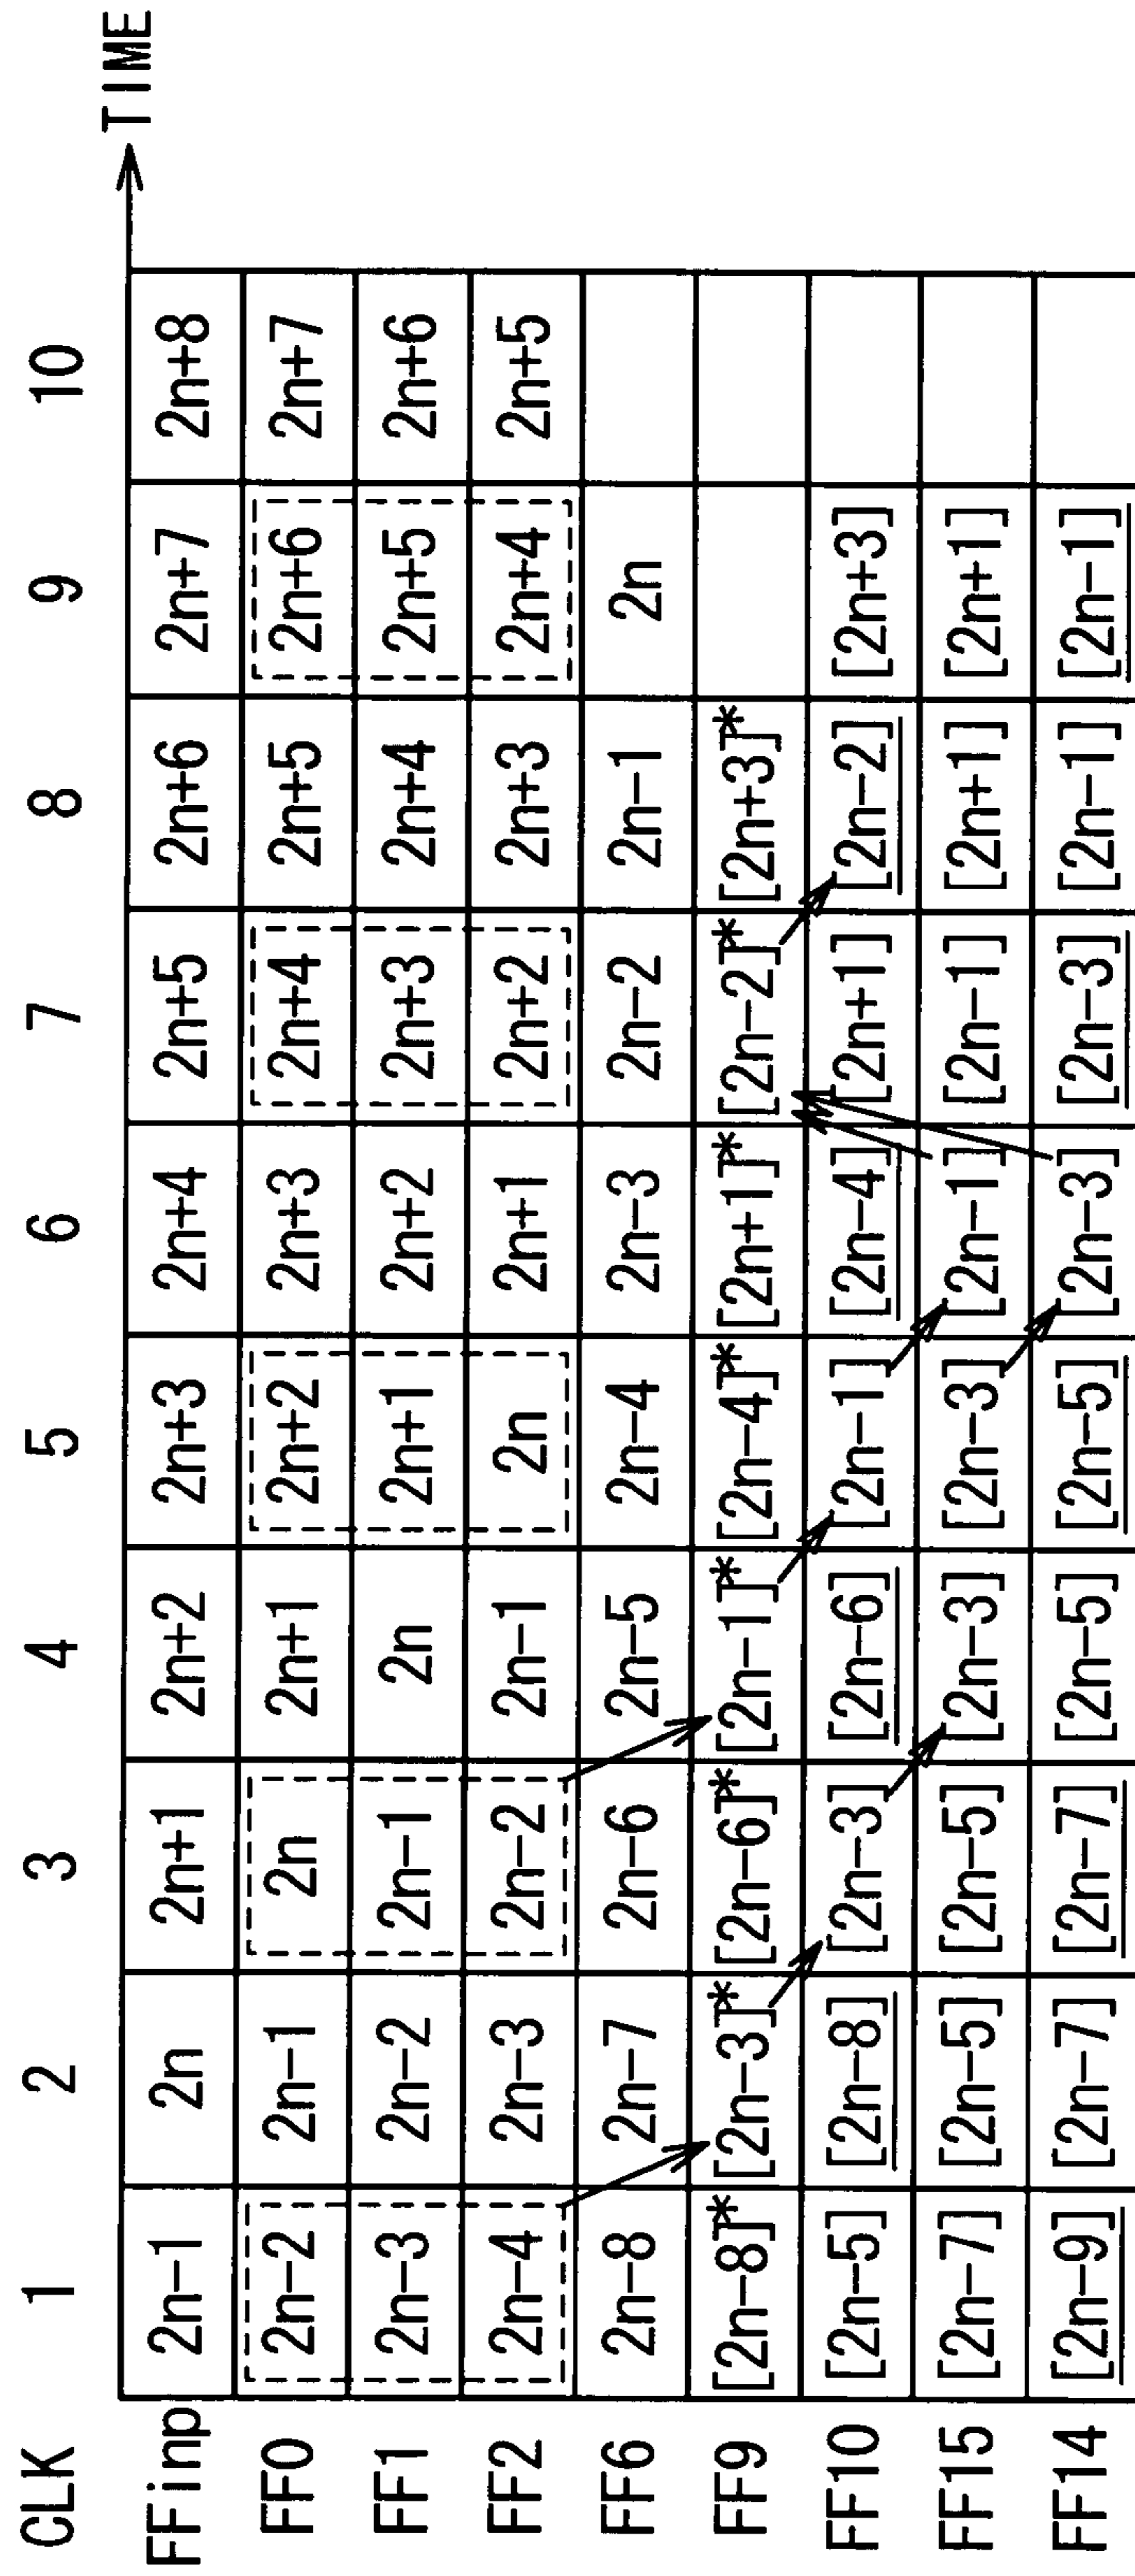 TIME
CLK 1 2 3 4 5 6 7 8 9 10
FFinp 2n-1 2n 2n+1 2n+2 2n+3 2n+4 2n+5 2n+6 2n+7 2n+8
FF0 2n-2 2n-1 2n 2n+1 2n+2 2n+3 2n+4 2n+5 2n+6 2n+7
FF1 2n-3 2n-2 2n-1 2n 2n+1 2n+2 2n+3 2n+4 2n+5 2n+6
FF2 2n-4 2n-3 2n-2 2n-1 2n 2n+1 2n+2 2n+3 2n+4 2n+5
FF6 2n-8 2n-7 2n-6 2n-5 2n-4 2n-3 2n-2 2n-1 2n
FF9 [2n-8]* [2n-3]* [2n-6]* [2n-1]* [2n-4]* [2n+1]* [2n-2]* [2n+3]*
FF10 [2n-5] [2n-8] [2n-3] [2n-6] [2n-1] [2n-4] [2n+1] [2n-2] [2n+3]
FF15 [2n-7] [2n-5] [2n-5] [2n-3] [2n-3] [2n-1] [2n-1] [2n+1] [2n+1]
FF14 [2n-9] [2n-7] [2n-7] [2n-5] [2n-5] [2n-3] [2n-3] [2n-1] [2n-1]